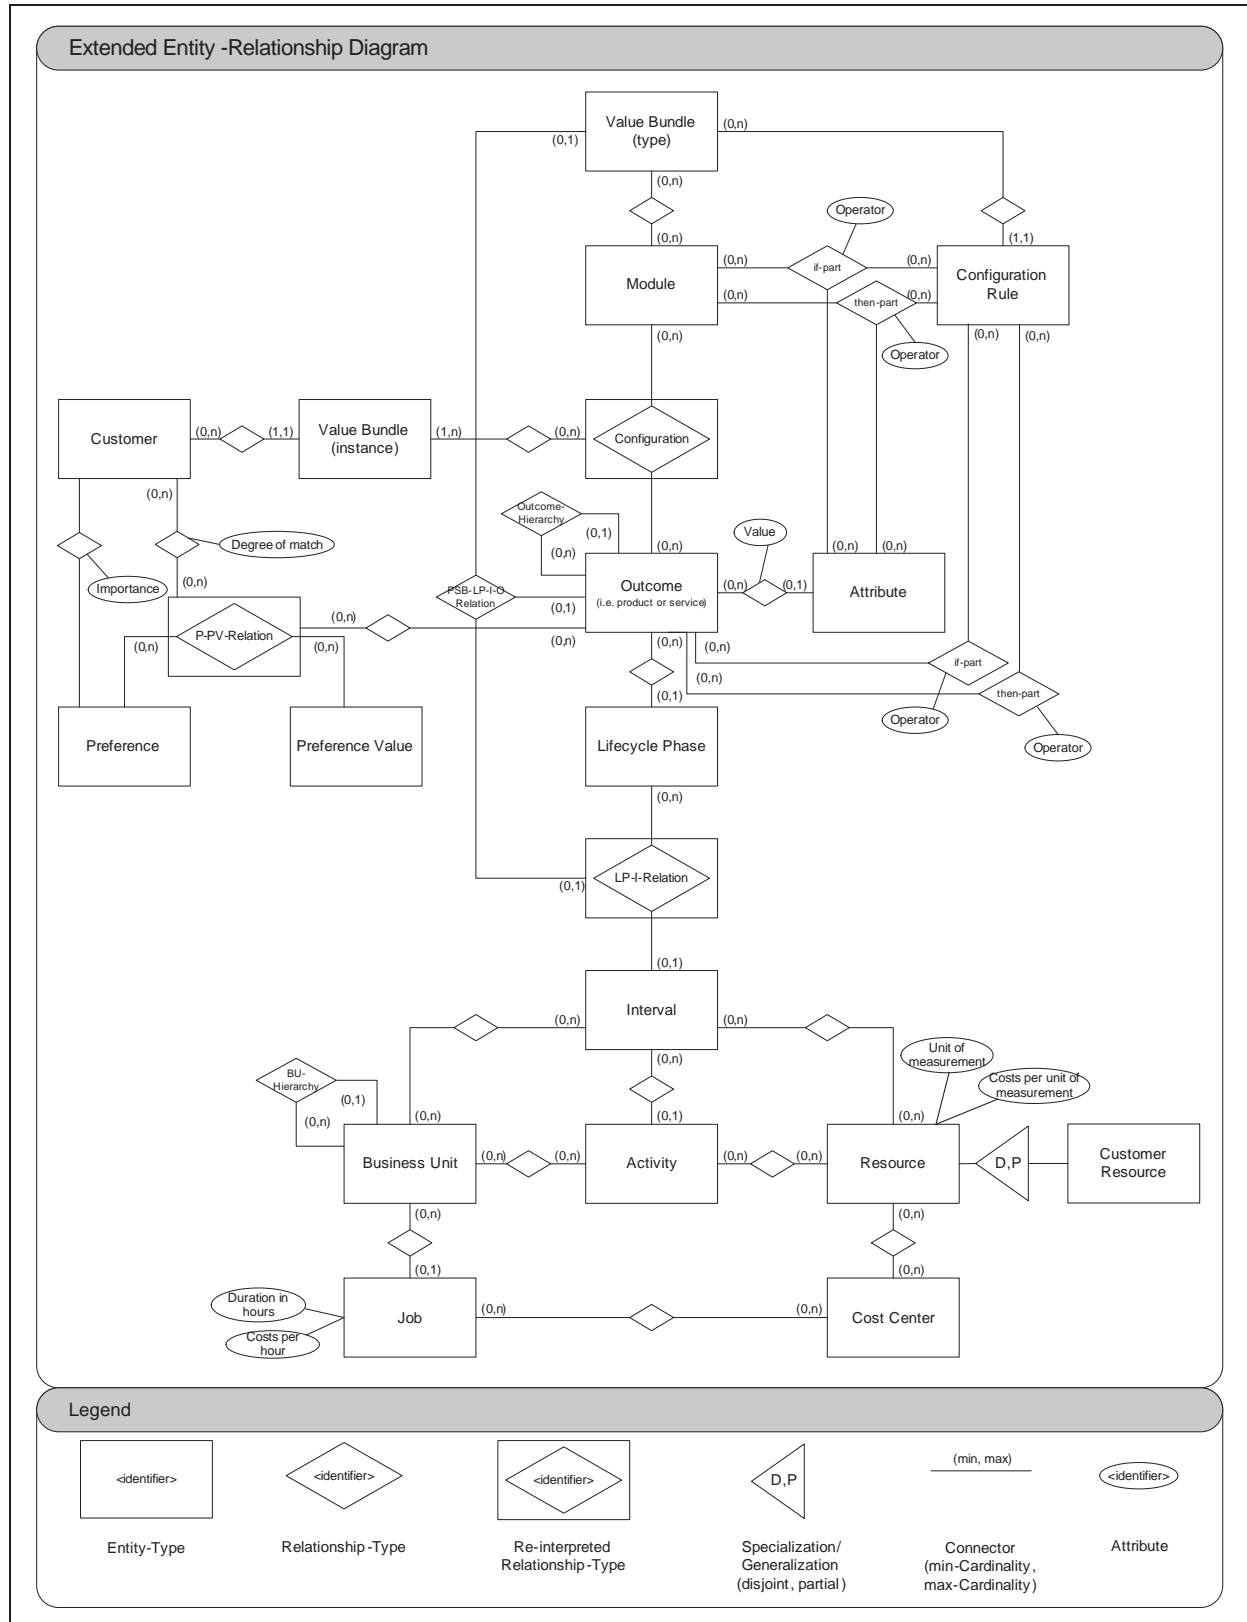 Extended Entity -Relationship Diagram
Value Bundle
(type)
(0,1)
(0,n)
(0,n)
Operator
(0,n)
(1,1)
Module
(0,n)
if-part
(0,n)
Configuration
Rule
(0,n)
then-part
(0,n)
(0,n)
(0,n)
(0,n)
Operator
Customer
(0,n)
(1,1)
Value Bundle
(instance)
(1,n)
(0,n)
Configuration
(0,n)
Outcome-
Hierarchy
(0,1)
(0,n)
Degree of match
Value
(0,n)
(0,n)
(0,n)
Importance
(0,n)
PSB-LP-I-O
Relation
(0,1)
Outcome
(i.e. product or service)
(0,n)
(0,1)
Attribute
P-PV-Relation
(0,n)
(0,n)
(0,n)
(0,n)
(0,n)
(0,n)
(0,n)
if-part
(0,1)
then-part
Operator
Operator
Preference
Preference Value
Lifecycle Phase
(0,n)
(0,1)
LP-I-Relation
(0,1)
(0,n)
Interval
(0,n)
(0,n)
Unit of
measurement
BU-
Hierarchy
(0,1)
(0,n)
Costs per unit of
measurement
(0,n)
(0,1)
(0,n)
Business Unit
(0,n)
(0,n)
Activity
(0,n)
(0,n)
Resource
D,P
Customer
Resource
(0,n)
(0,n)
(0,1)
(0,n)
Duration in
hours
Costs per
hour
Job
(0,n)
(0,n)
Cost Center
Legend
<identifier>
<identifier>
<identifier>
D,P
(min, max)
<identifier>
Entity-Type
Relationship -Type
Re-interpreted
Relationship-Type
Specialization/
Generalization
(disjoint, partial)
Connector
(min-Cardinality,
max-Cardinality)
Attribute